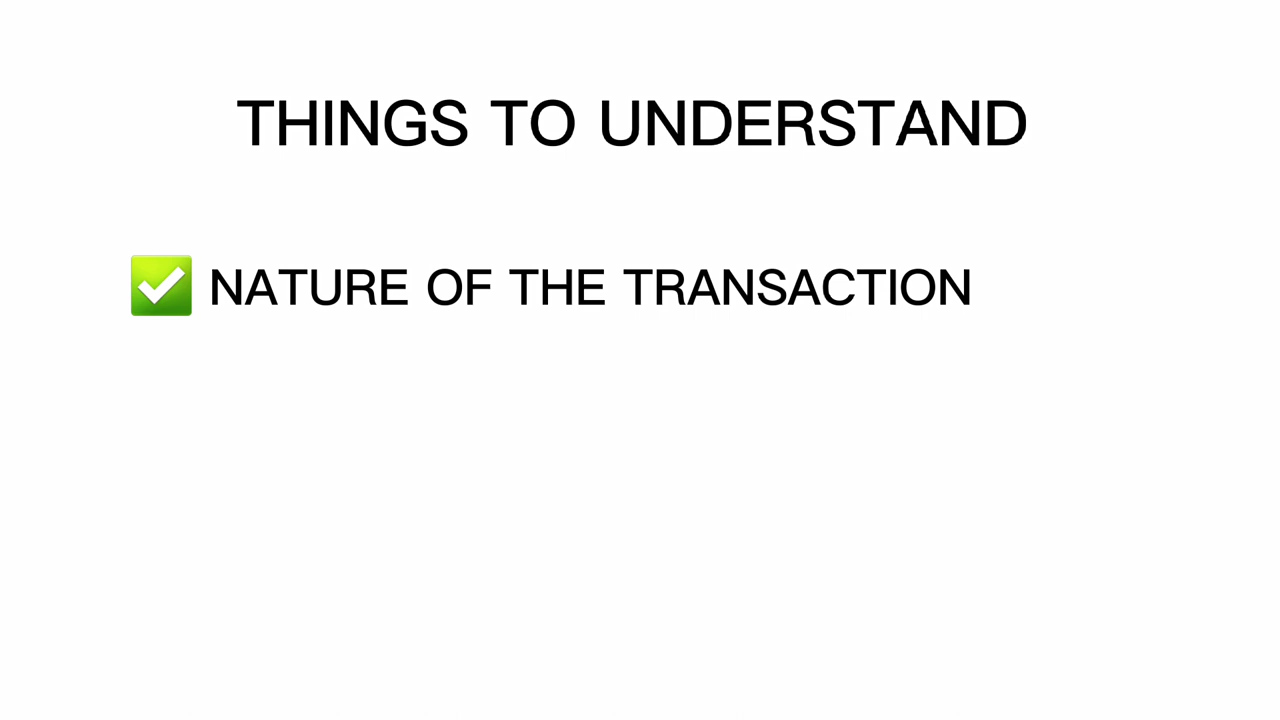 THINGS TO UNDERSTAND
✅ NATURE OF THE TRANSACTION